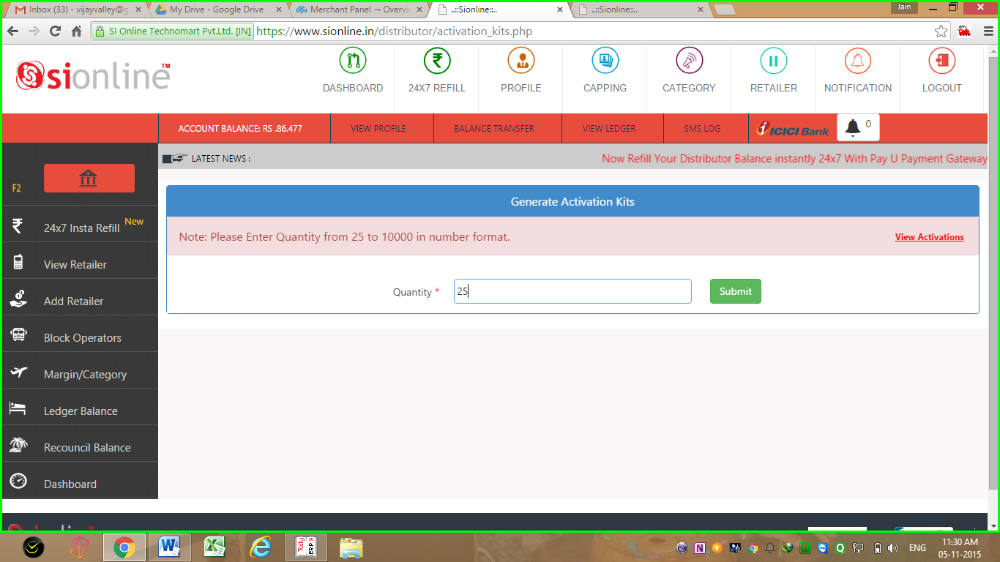 Inbox (33) - vijayvalley@g
My Drive - Google Drive
Merchant Panel → Overvie
..::Sionline::..
..::Sionline::..
Jain
SI Online Technomart Pvt.Ltd. [IN]
https://www.sionline.in/distributor/activation_kits.php
sionline™
DASHBOARD
24X7 REFILL
PROFILE
CAPPING
CATEGORY
RETAILER
NOTIFICATION
LOGOUT
ACCOUNT BALANCE: RS .86.477
VIEW PROFILE
BALANCE TRANSFER
VIEW LEDGER
SMS LOG
ICICI Bank
0
LATEST NEWS :
Now Refill Your Distributor Balance instantly 24x7 With Pay U Payment Gateway
F2
24x7 Insta Refill New
View Retailer
Add Retailer
Block Operators
Margin/Category
Ledger Balance
Recouncil Balance
Dashboard
Generate Activation Kits
Note: Please Enter Quantity from 25 to 10000 in number format.
View Activations
Quantity *
25
Submit
Tally
ERP 9
ENG
11:30 AM
05-11-2015